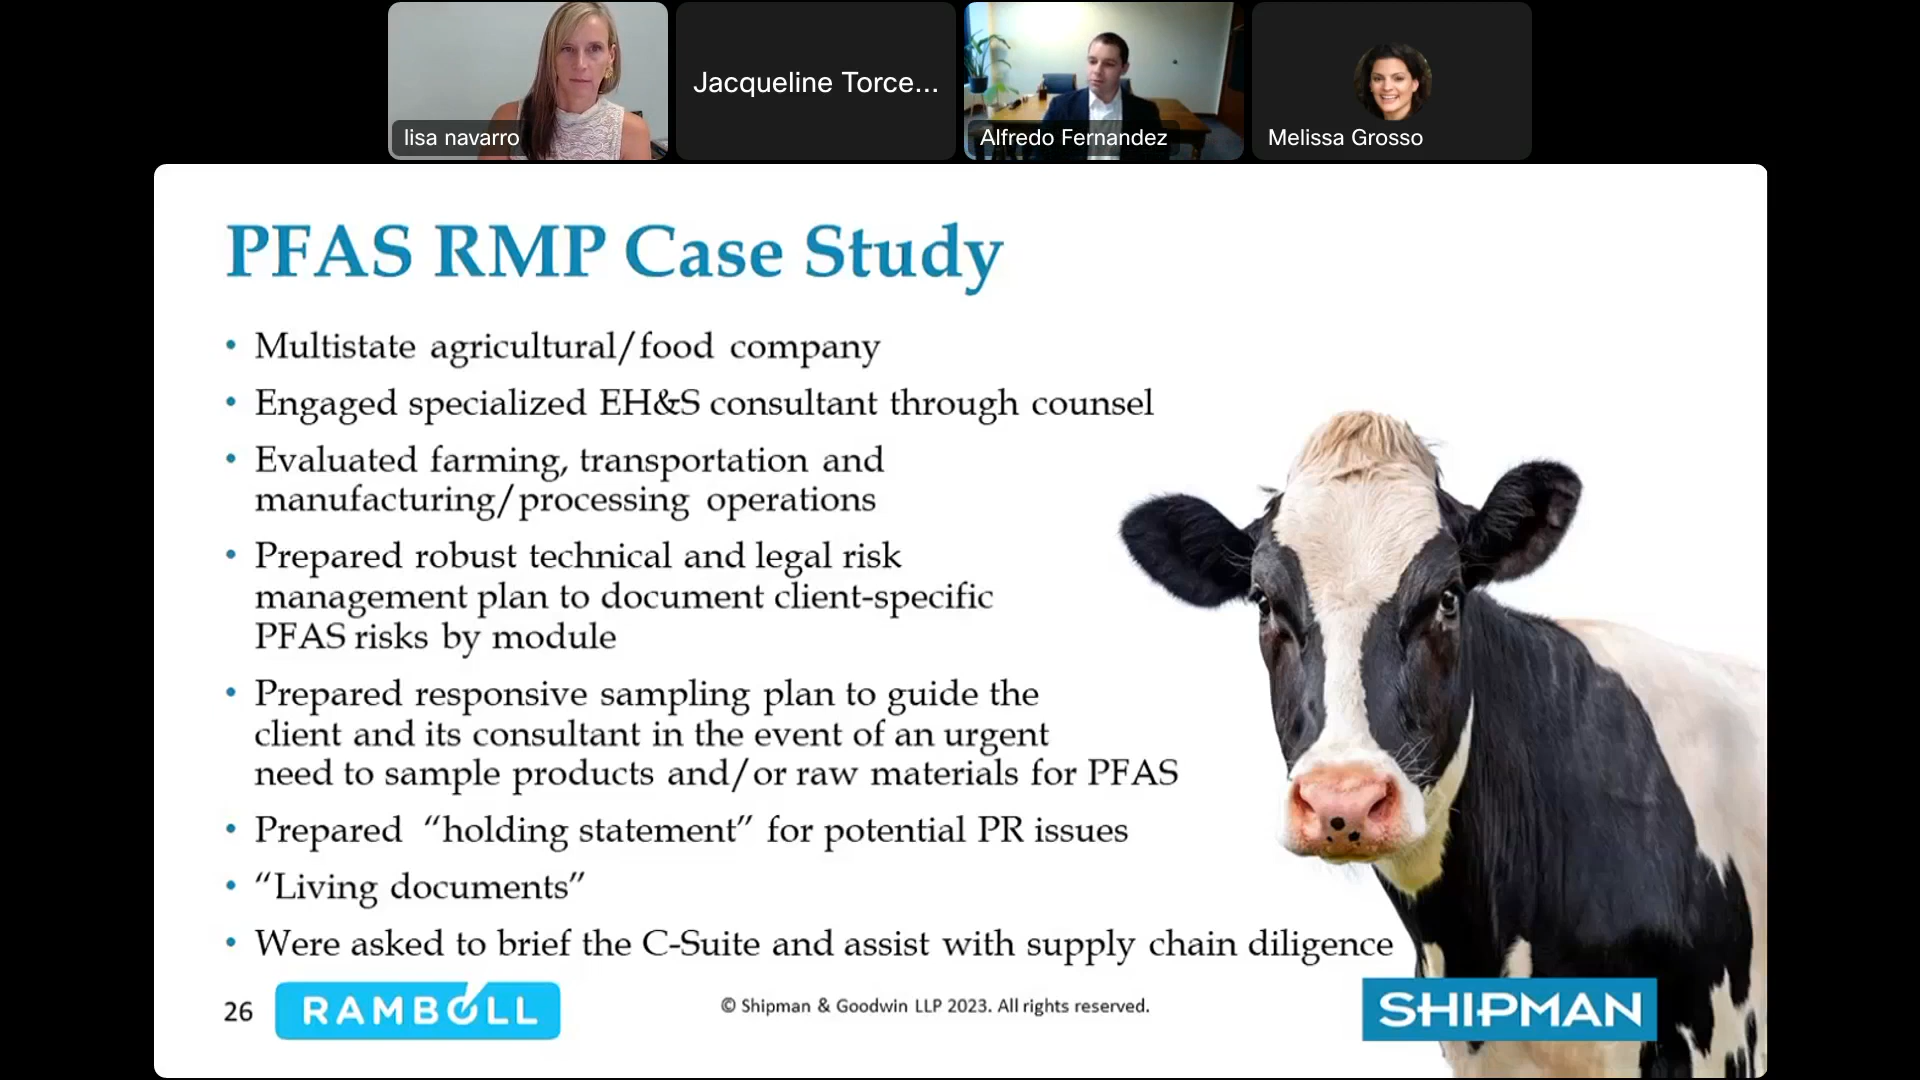 lisa navarro
Jacqueline Torce...
Alfredo Fernandez
Melissa Grosso
PFAS RMP Case Study
• Multistate agricultural/food company
• Engaged specialized EH&S consultant through counsel
• Evaluated farming, transportation and
manufacturing/processing operations
• Prepared robust technical and legal risk
management plan to document client-specific
PFAS risks by module
• Prepared responsive sampling plan to guide the
client and its consultant in the event of an urgent
need to sample products and/or raw materials for PFAS
• Prepared “holding statement” for potential PR issues
• “Living documents”
• Were asked to brief the C-Suite and assist with supply chain diligence
26
RAMBOLL
© Shipman & Goodwin LLP 2023. All rights reserved.
SHIPMAN